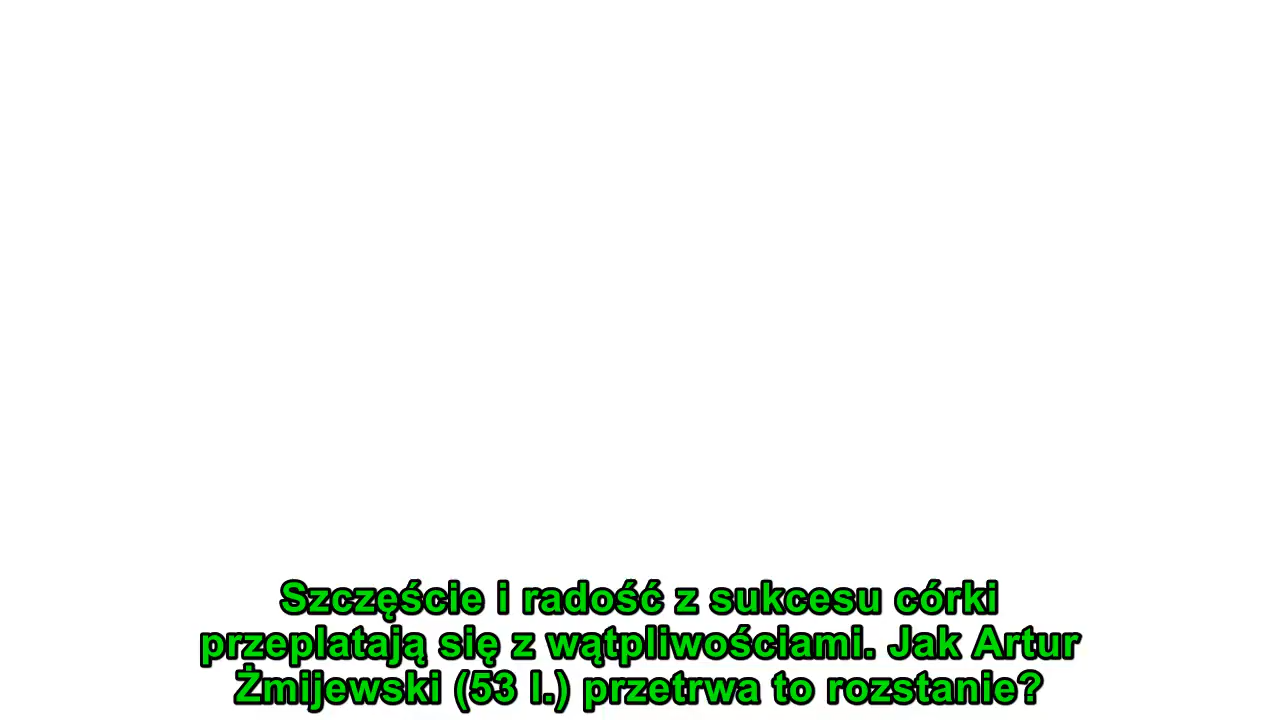 Szczęście i radość z sukcesu córki
przeplatają się z wątpliwościami. Jak Artur
Żmijewski (53 l.) przetrwa to rozstanie?